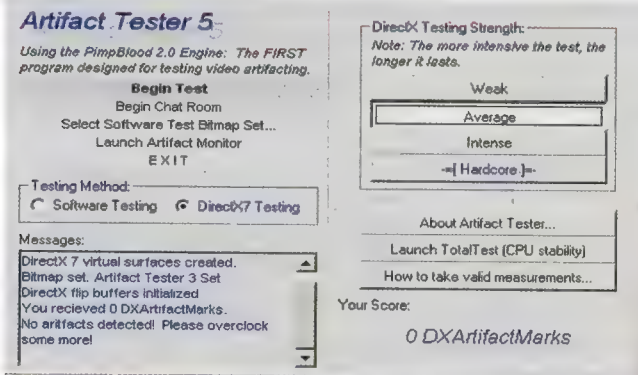 Artifact Tester 5
Using the PimpBlood 2.0 Engine: The FIRST
program designed for testing video artifacting.
Begin Test
Begin Chat Room
Select Software Test Bitmap Set...
Launch Artifact Monitor
EXIT
Testing Method:
Software Testing DirectX7 Testing
Messages:
DirectX 7 virtual surfaces created.
Bitmap set. Artifact Tester 3 Set
DirectX flip buffers initialized
You recieved 0 DXArtifactMarks.
No aritfacts detected! Please overclock
some more!
DirectX Testing Strength:
Note: The more intensive the test, the
longer it lasts.
Weak
Average
Intense
-=[ Hardcore ]=-
About Artifact Tester...
Launch TotalTest (CPU stability)
How to take valid measurements...
Your Score:
0 DXArtifactMarks